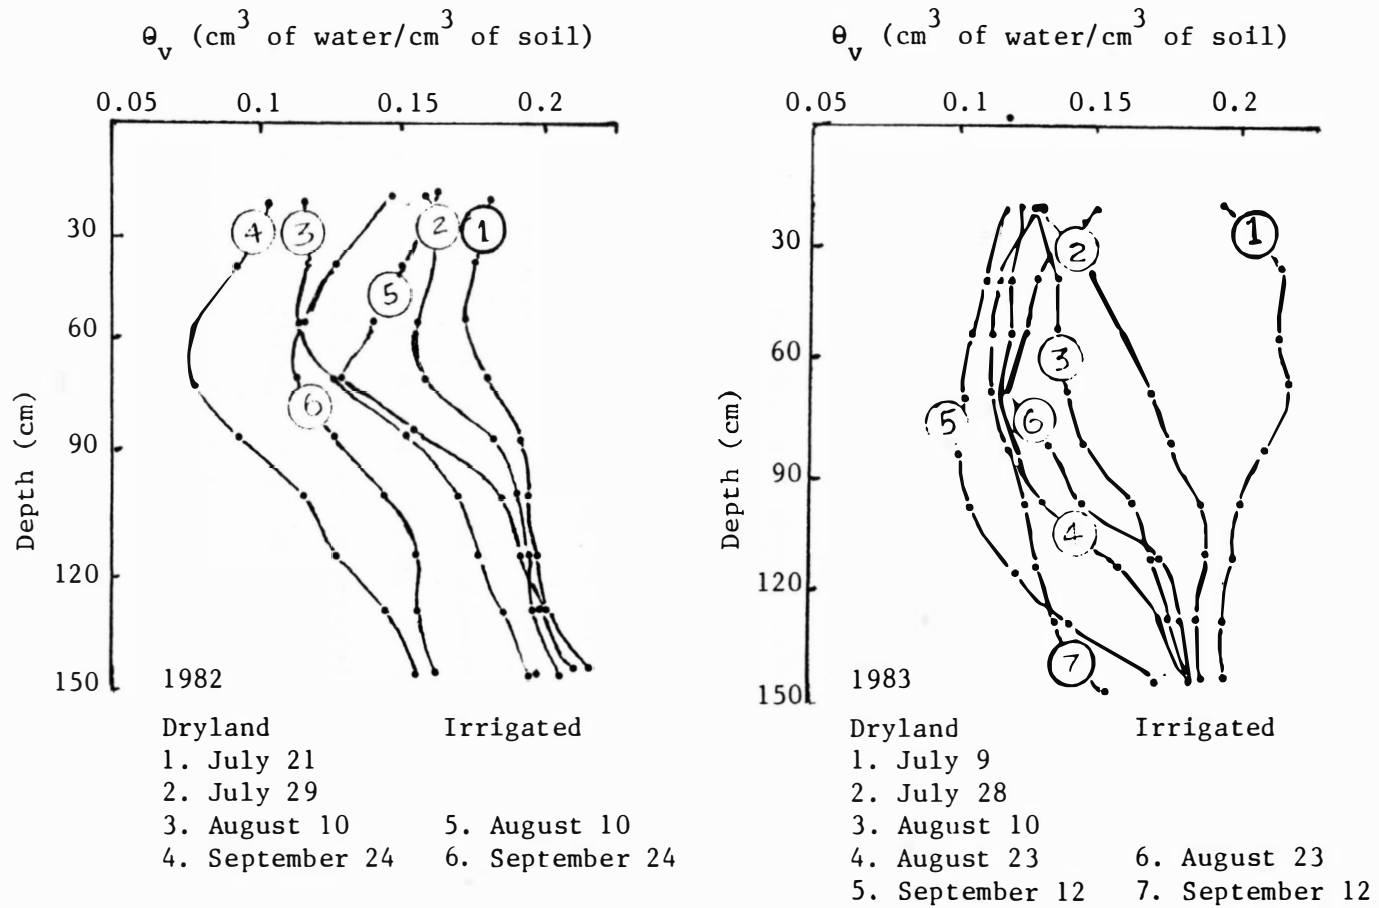 θv (cm3 of water/cm3 of soil)
0.05 0.1 0.15 0.2
30
60
90
120
150
Depth (cm)
4 3 2 1
5
6
1982
Dryland Irrigated
1. July 21
2. July 29
3. August 10 5. August 10
4. September 24 6. September 24
θv (cm3 of water/cm3 of soil)
0.05 0.1 0.15 0.2
30
60
90
120
150
Depth (cm)
1
2
3
5 6
4
7
1983
Dryland Irrigated
1. July 9
2. July 28
3. August 10
4. August 23 6. August 23
5. September 12 7. September 12